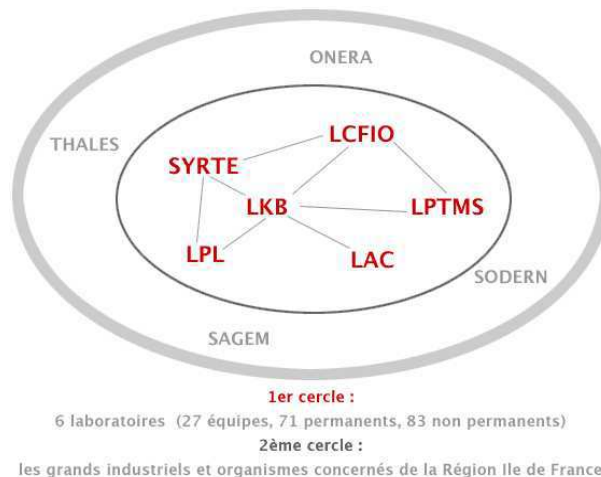 ONERA
LCFIO
THALES
SYRTE
LKB
LPTMS
LPL
LAC
SODERN
SAGEM
1er cercle :
6 laboratoires (27 équipes, 71 permanents, 83 non permanents)
2ème cercle :
les grands industriels et organismes concernés de la Région Ile de France